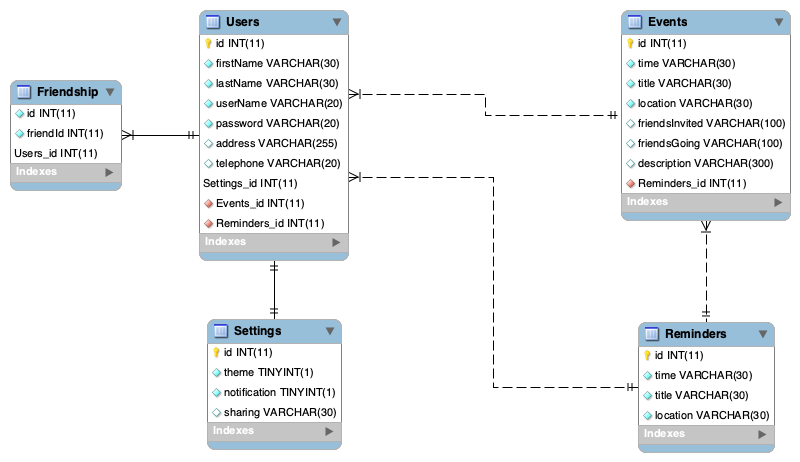 Users
id INT(11)
firstName VARCHAR(30)
lastName VARCHAR(30)
userName VARCHAR(20)
password VARCHAR(20)
address VARCHAR(255)
telephone VARCHAR(20)
Settings_id INT(11)
Events_id INT(11)
Reminders_id INT(11)
Indexes
Events
id INT(11)
time VARCHAR(30)
title VARCHAR(30)
location VARCHAR(30)
friendsInvited VARCHAR(100)
friendsGoing VARCHAR(100)
description VARCHAR(300)
Reminders_id INT(11)
Indexes
Friendship
id INT(11)
friendId INT(11)
Users_id INT(11)
Indexes
Settings
id INT(11)
theme TINYINT(1)
notification TINYINT(1)
sharing VARCHAR(30)
Indexes
Reminders
id INT(11)
time VARCHAR(30)
title VARCHAR(30)
location VARCHAR(30)
Indexes